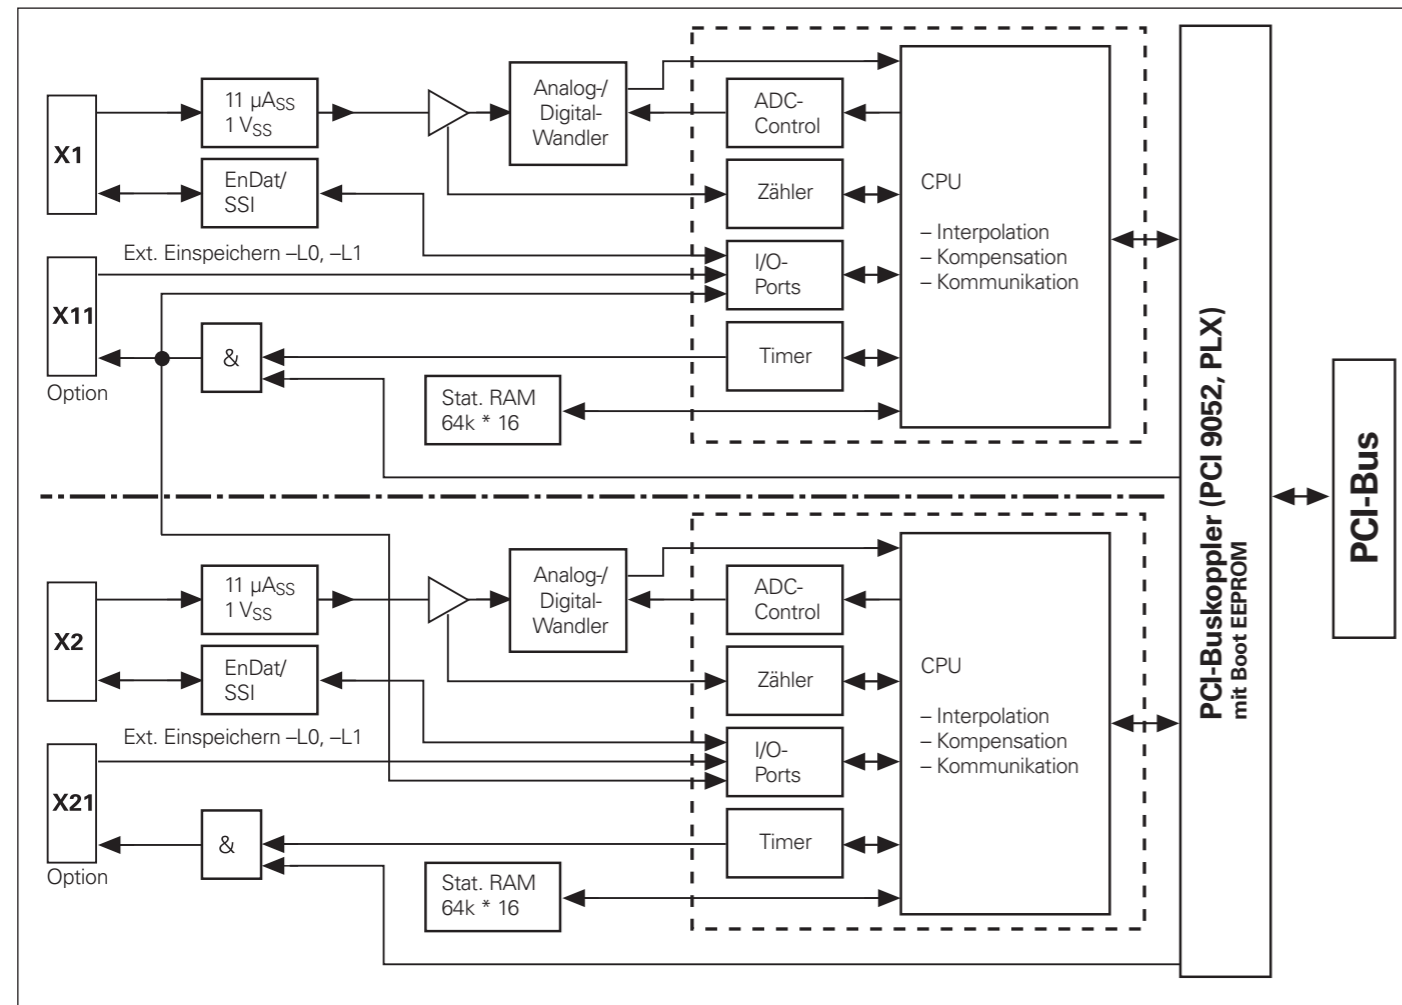 X1
11 µASS
1 VSS
EnDat/
SSI
Analog-/
Digital-
Wandler
ADC-
Control
Zähler
I/O-
Ports
Timer
CPU
– Interpolation
– Kompensation
– Kommunikation
Ext. Einspeichern –L0, –L1
X11
Option
&
Stat. RAM
64k * 16
X2
11 µASS
1 VSS
EnDat/
SSI
Analog-/
Digital-
Wandler
ADC-
Control
Zähler
I/O-
Ports
Timer
CPU
– Interpolation
– Kompensation
– Kommunikation
Ext. Einspeichern –L0, –L1
X21
Option
&
Stat. RAM
64k * 16
PCI-Buskoppler (PCI 9052, PLX)
mit Boot EEPROM
PCI-Bus